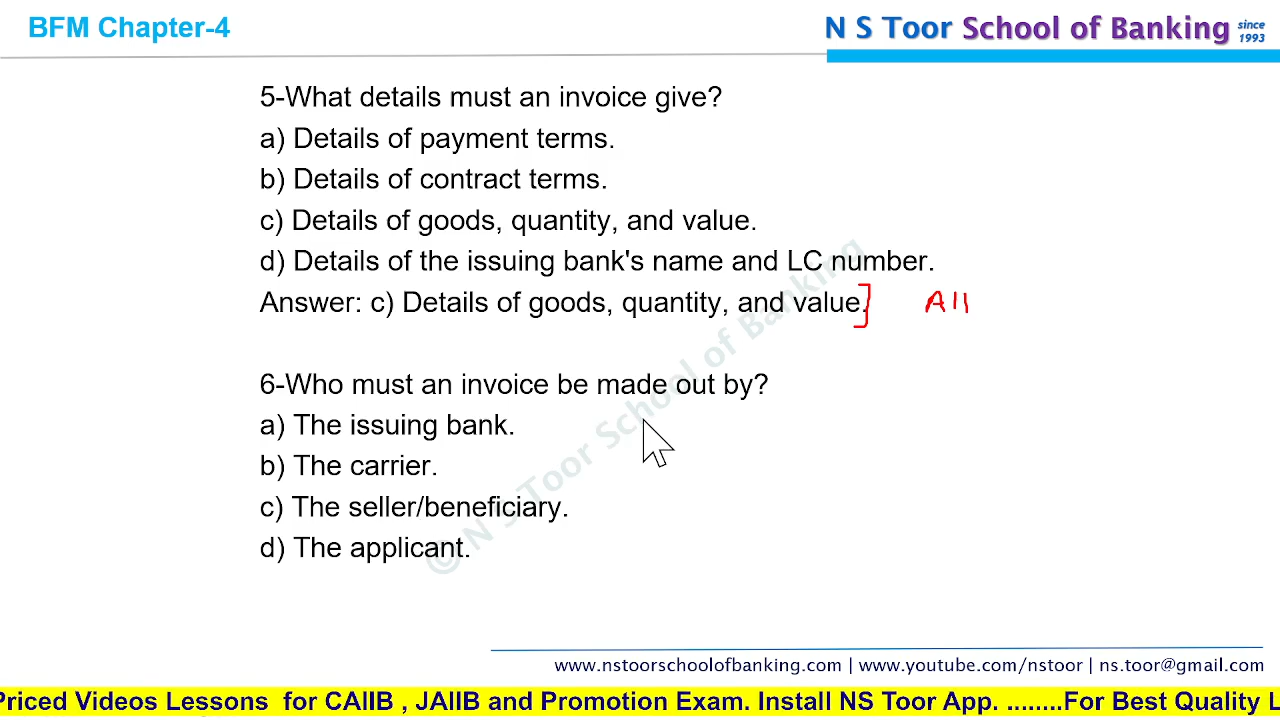 BFM Chapter-4
N S Toor School of Banking since 1993
5-What details must an invoice give?
a) Details of payment terms.
b) Details of contract terms.
c) Details of goods, quantity, and value.
d) Details of the issuing bank's name and LC number.
Answer: c) Details of goods, quantity, and value.] All
6-Who must an invoice be made out by?
a) The issuing bank.
b) The carrier.
c) The seller/beneficiary.
d) The applicant.
© N S Toor School of Banking
www.nstoorschoolofbanking.com | www.youtube.com/nstoor | ns.toor@gmail.com
Priced Videos Lessons for CAIIB , JAIIB and Promotion Exam. Install NS Toor App. ........For Best Quality L